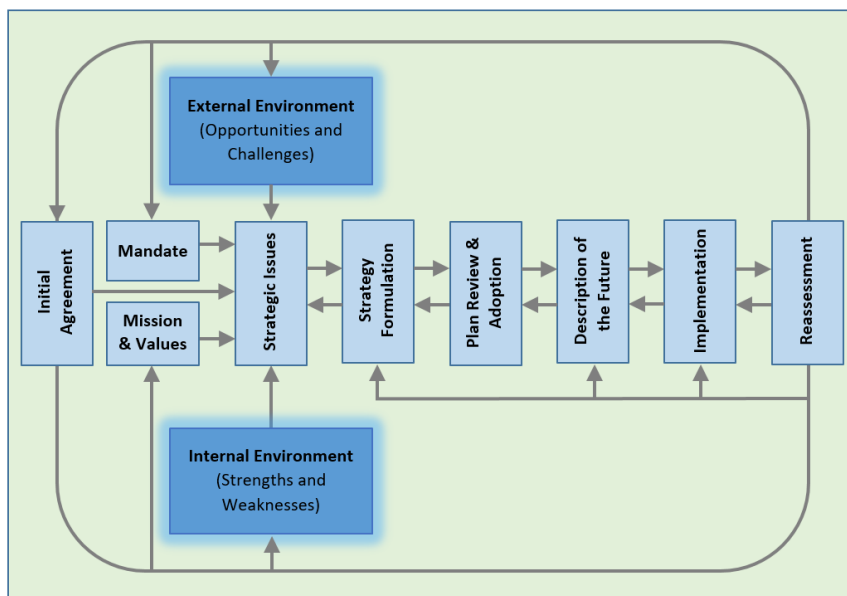 External Environment
(Opportunities and
Challenges)
Initial
Agreement
Mandate
Mission
& Values
Strategic Issues
Strategy
Formulation
Plan Review &
Adoption
Description of
the Future
Implementation
Reassessment
Internal Environment
(Strengths and
Weaknesses)